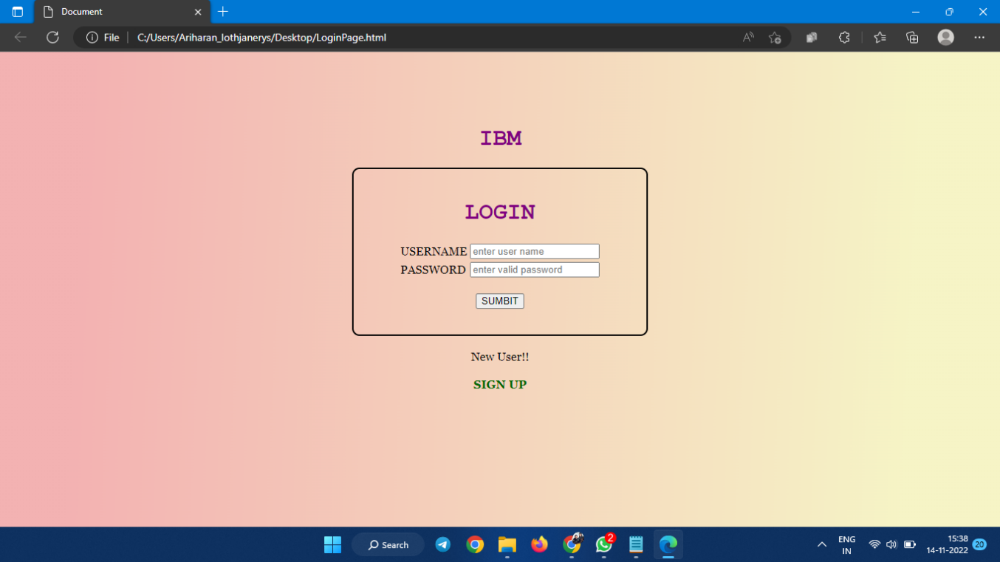 Document
File
C:/Users/Ariharan_lothjanerys/Desktop/LoginPage.html
IBM
LOGIN
USERNAME enter user name
PASSWORD enter valid password
SUMBIT
New User!!
SIGN UP
Search
2
ENG
IN
15:38
14-11-2022
20